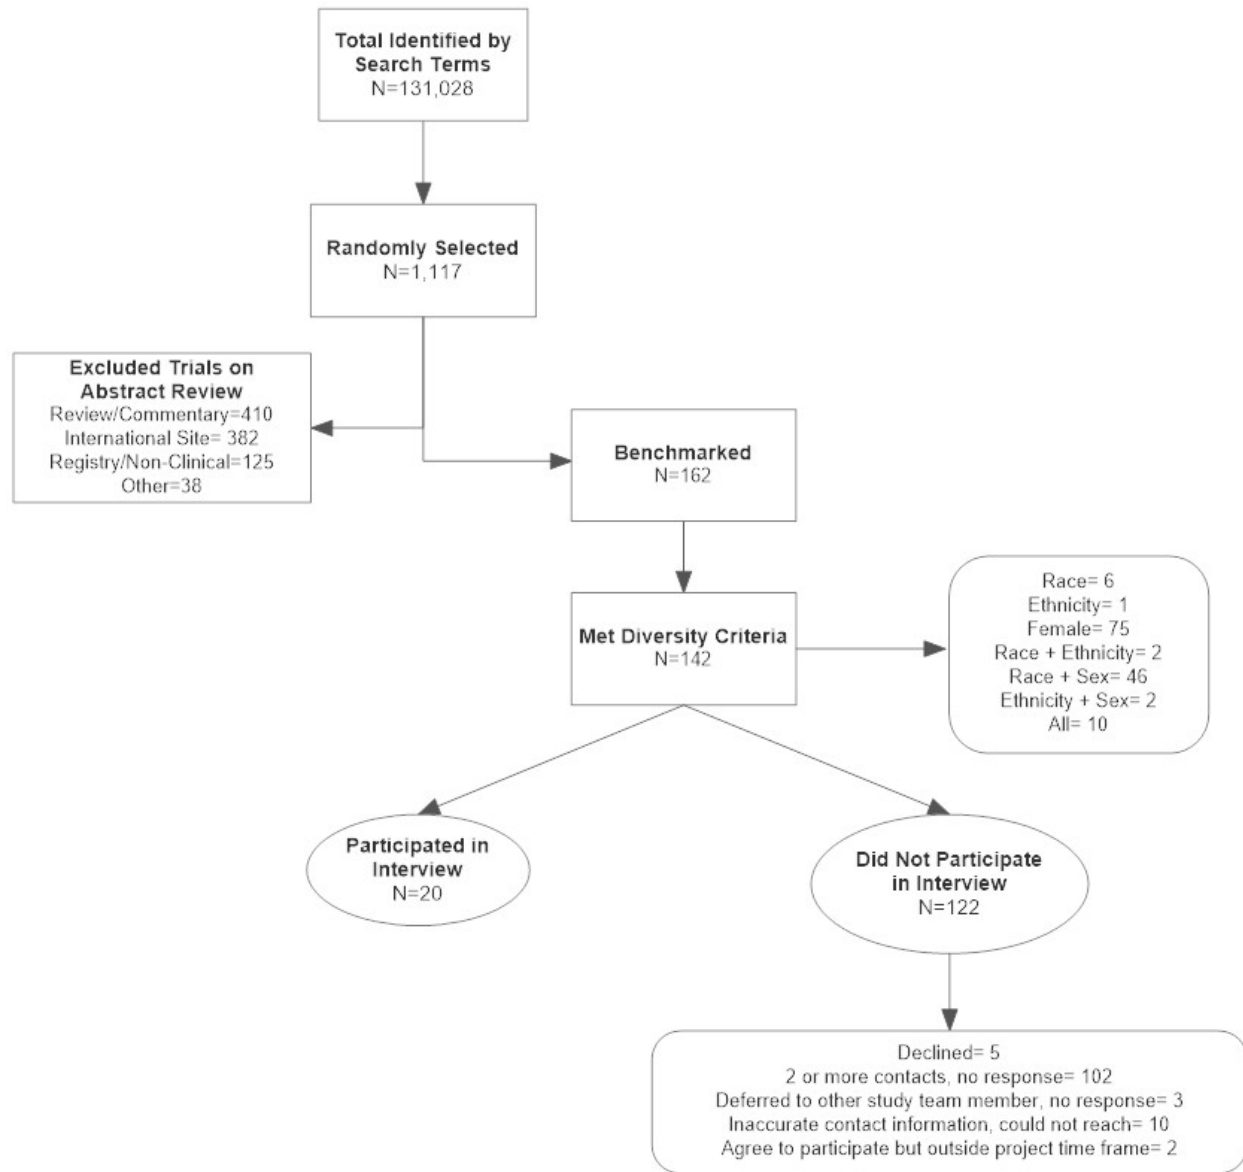 Total Identified by
Search Terms
N=131,028
Randomly Selected
N=1,117
Excluded Trials on
Abstract Review
Review/Commentary=410
International Site= 382
Registry/Non-Clinical=125
Other=38
Benchmarked
N=162
Met Diversity Criteria
N=142
Race= 6
Ethnicity= 1
Female= 75
Race + Ethnicity= 2
Race + Sex= 46
Ethnicity + Sex= 2
All= 10
Participated in
Interview
N=20
Did Not Participate
in Interview
N=122
Declined= 5
2 or more contacts, no response= 102
Deferred to other study team member, no response= 3
Inaccurate contact information, could not reach= 10
Agree to participate but outside project time frame= 2